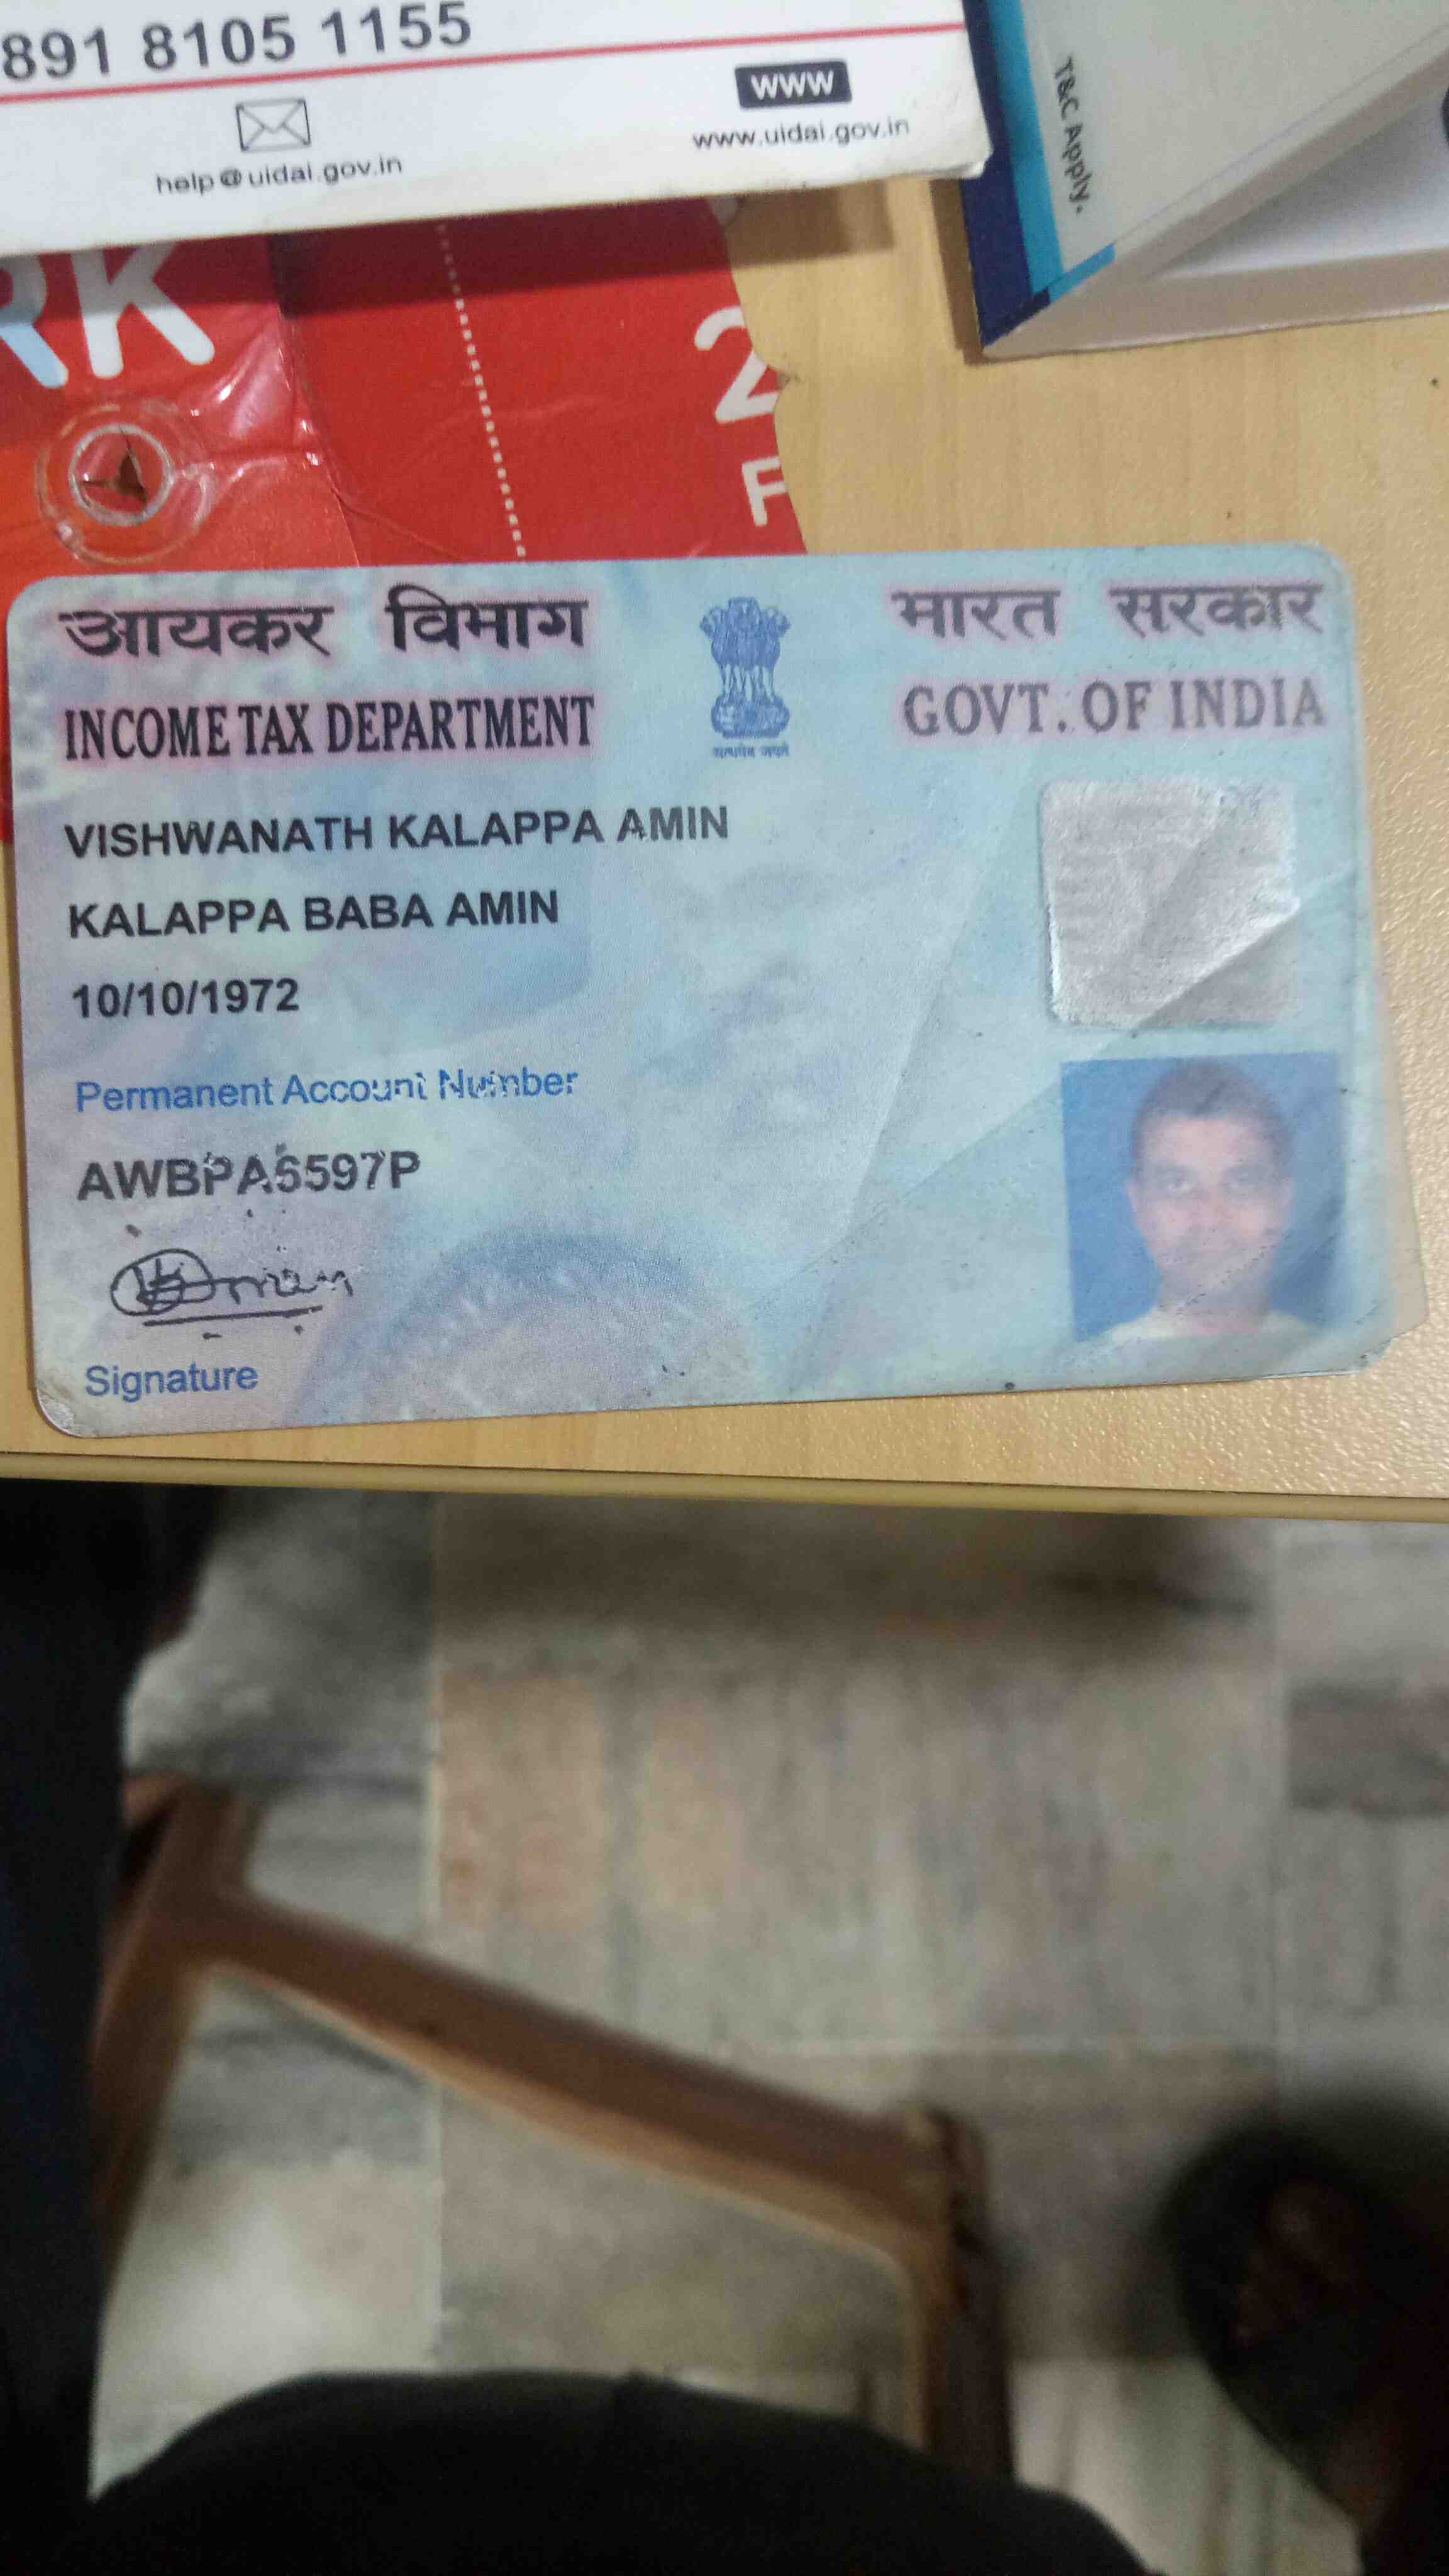 891 8105 1155
www
help@uidai.gov.in
www.uidai.gov.in
T&C Apply.
RK
2
F
आयकर विभाग
भारत सरकार
INCOME TAX DEPARTMENT
GOVT. OF INDIA
सत्यमेव जयते
VISHWANATH KALAPPA AMIN
KALAPPA BABA AMIN
10/10/1972
Permanent Account Number
AWBPA6597P
Signature